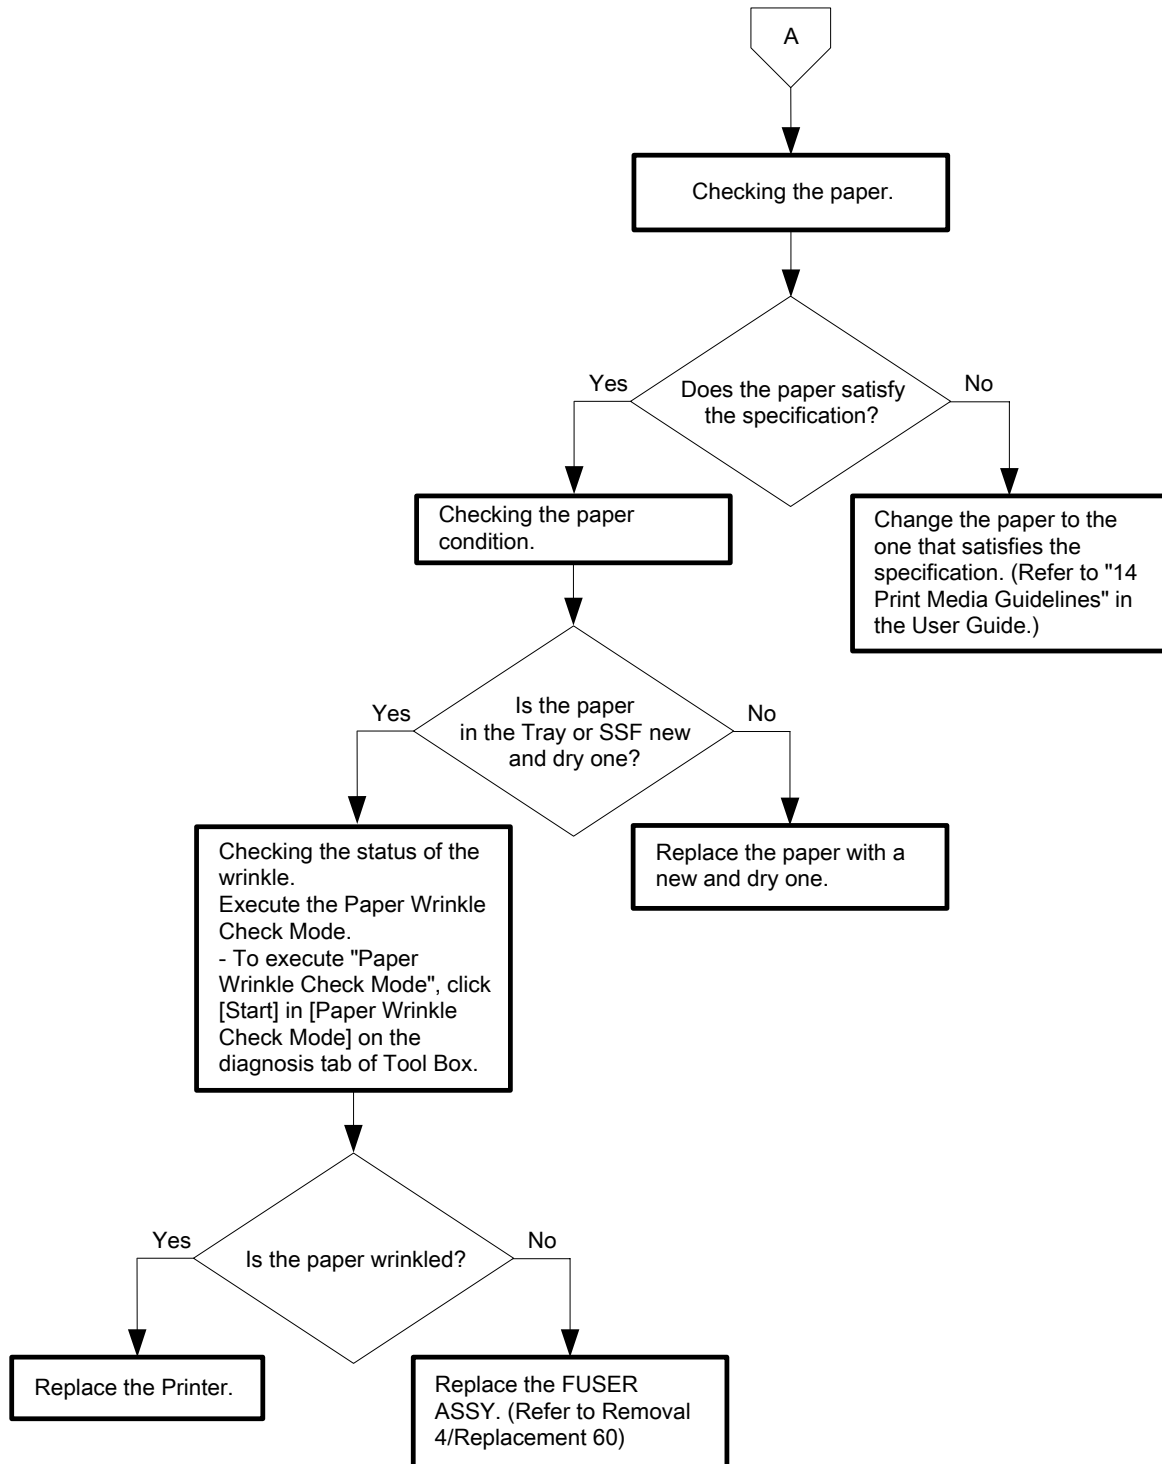 A
Checking the paper.
Does the paper satisfy
the specification?
Yes
No
Checking the paper
condition.
Change the paper to the
one that satisfies the
specification. (Refer to "14
Print Media Guidelines" in
the User Guide.)
Is the paper
in the Tray or SSF new
and dry one?
Yes
No
Checking the status of the
wrinkle.
Execute the Paper Wrinkle
Check Mode.
- To execute "Paper
Wrinkle Check Mode", click
[Start] in [Paper Wrinkle
Check Mode] on the
diagnosis tab of Tool Box.
Replace the paper with a
new and dry one.
Is the paper wrinkled?
Yes
No
Replace the Printer.
Replace the FUSER
ASSY. (Refer to Removal
4/Replacement 60)